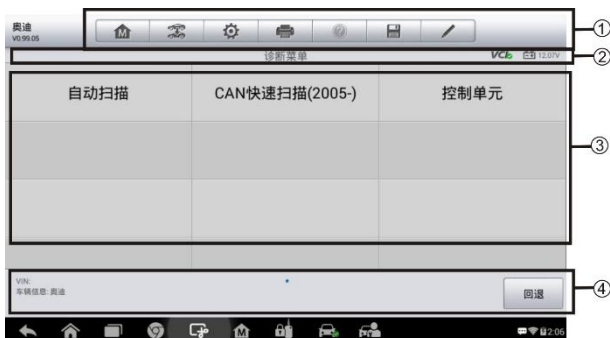 奥迪
V0.99.05
①
诊断菜单
VCI
12.07V
②
自动扫描
CAN快速扫描(2005-)
控制单元
③
VIN:
车辆信息: 奥迪
回退
④
2:06